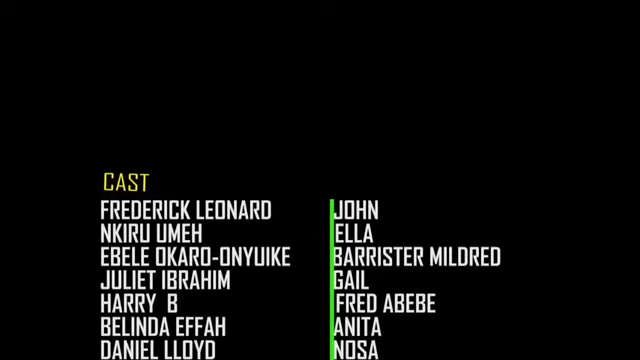 CAST
FREDERICK LEONARD JOHN
NKIRU UMEH ELLA
EBELE OKARO-ONYUIKE BARRISTER MILDRED
JULIET IBRAHIM GAIL
HARRY B FRED ABEBE
BELINDA EFFAH ANITA
DANIEL LLOYD NOSA